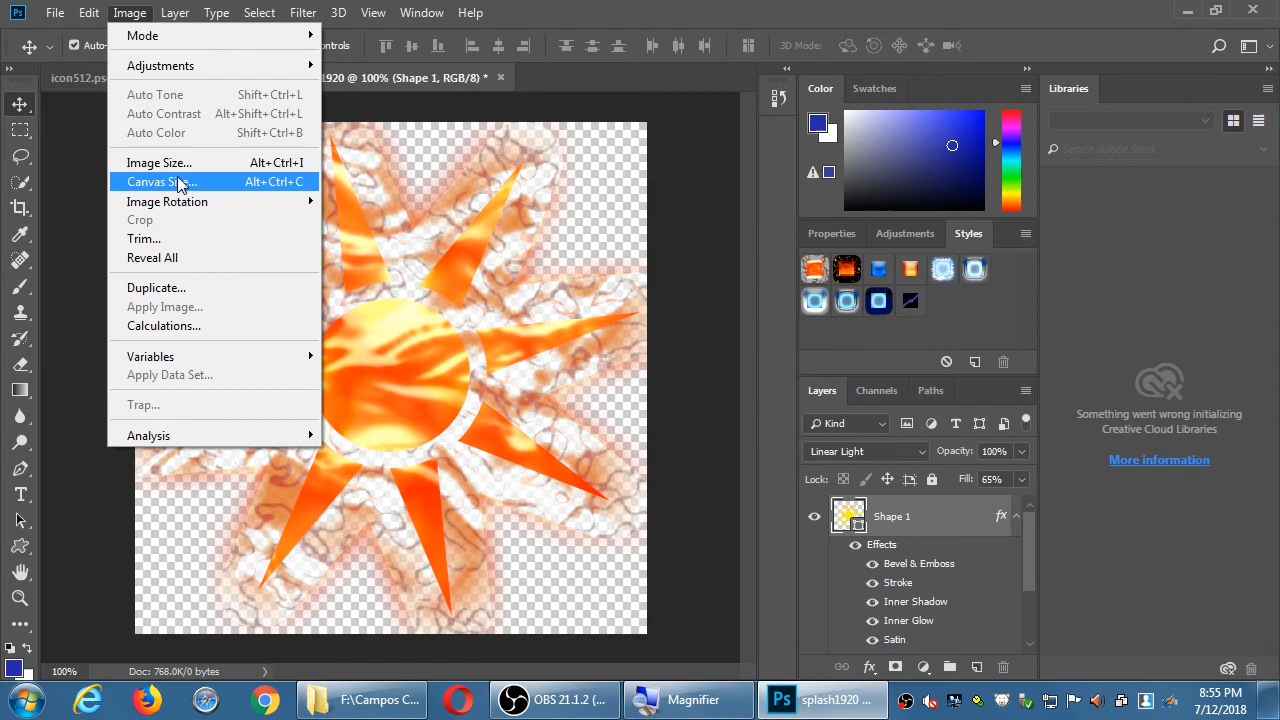 Ps File Edit Image Layer Type Select Filter 3D View Window Help
Mode
Adjustments
Auto Tone Shift+Ctrl+L
Auto Contrast Alt+Shift+Ctrl+L
Auto Color Shift+Ctrl+B
Image Size... Alt+Ctrl+I
Canvas Alt+Ctrl+C
Image Rotation
Crop
Trim...
Reveal All
Duplicate...
Apply Image...
Calculations...
Variables
Apply Data Set...
Trap...
Analysis
Auto- ntrols 3D Mode:
icon512.ps 1920 @ 100% (Shape 1, RGB/8) *
Color Swatches
Properties Adjustments Styles
Layers Channels Paths
Kind
Linear Light Opacity: 100%
Lock: Fill: 65%
Shape 1 fx
Effects
Bevel & Emboss
Stroke
Inner Shadow
Inner Glow
Satin
fx
Libraries
Search Adobe Stock
Something went wrong initializing
Creative Cloud Libraries
More information
100% Doc: 768.0K/0 bytes
F:\Campos C... OBS 21.1.2 (... Magnifier Ps splash1920 ...
8:55 PM
7/12/2018